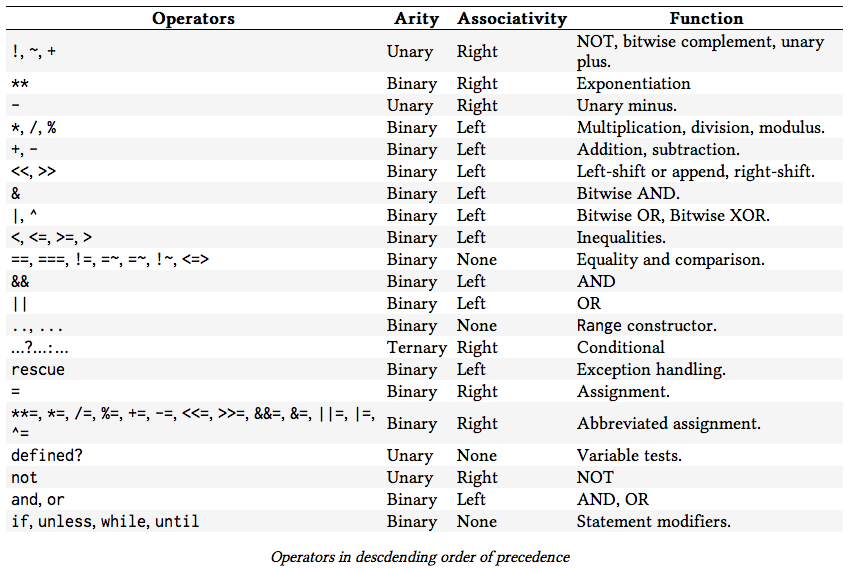 Operators Arity Associativity Function
!, ~, + Unary Right NOT, bitwise complement, unary
plus.
** Binary Right Exponentiation
- Unary Right Unary minus.
*, /, % Binary Left Multiplication, division, modulus.
+, - Binary Left Addition, subtraction.
<<, >> Binary Left Left-shift or append, right-shift.
& Binary Left Bitwise AND.
|, ^ Binary Left Bitwise OR, Bitwise XOR.
<, <=, >=, > Binary Left Inequalities.
==, ===, !=, =~, =~, !~, <=> Binary None Equality and comparison.
&& Binary Left AND
|| Binary Left OR
.., ... Binary None Range constructor.
...?...:... Ternary Right Conditional
rescue Binary Left Exception handling.
= Binary Right Assignment.
**=, *=, /=, %=, +=, -=, <<=, >>=, &&=, &=, ||=, |=,
^= Binary Right Abbreviated assignment.
defined? Unary None Variable tests.
not Unary Right NOT
and, or Binary Left AND, OR
if, unless, while, until Binary None Statement modifiers.
Operators in descdending order of precedence